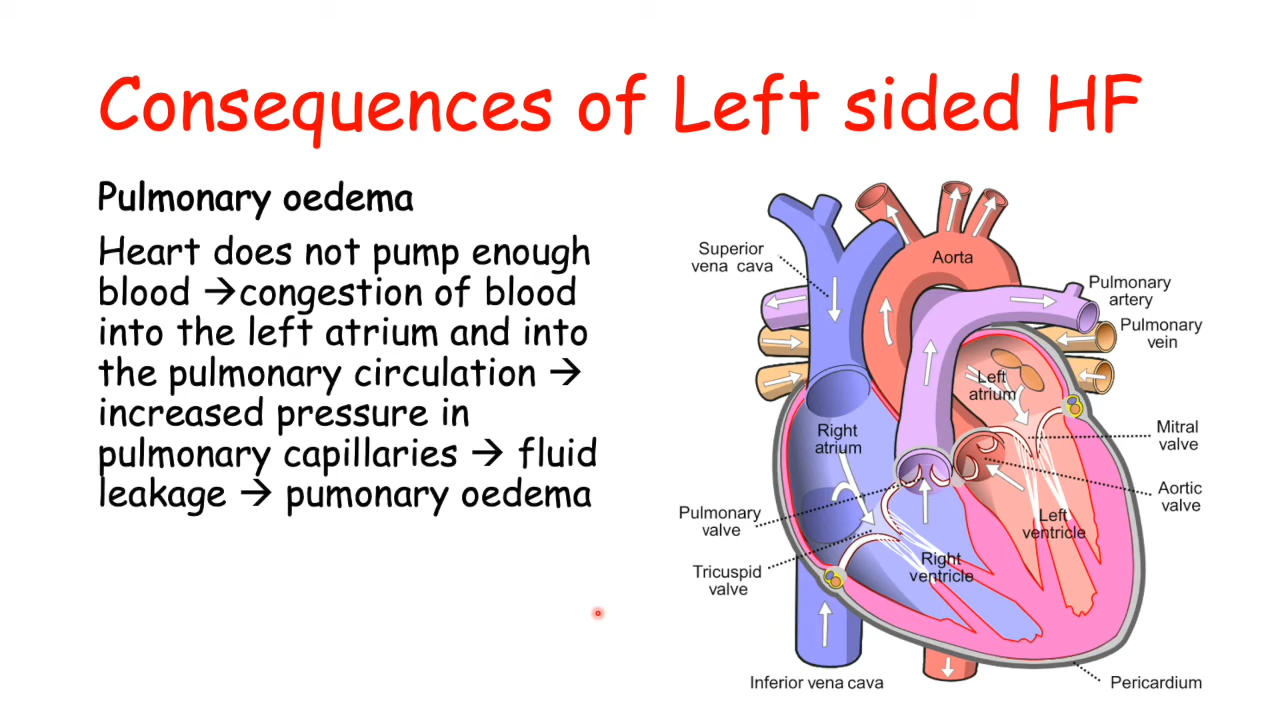 Consequences of Left sided HF
Pulmonary oedema
Heart does not pump enough
blood →congestion of blood
into the left atrium and into
the pulmonary circulation →
increased pressure in
pulmonary capillaries → fluid
leakage → pumonary oedema
Superior
vena cava
Aorta
Pulmonary
artery
Pulmonary
vein
Left
atrium
Right
atrium
Mitral
valve
Aortic
valve
Pulmonary
valve
Left
ventricle
Tricuspid
valve
Right
ventricle
Inferior vena cava
Pericardium